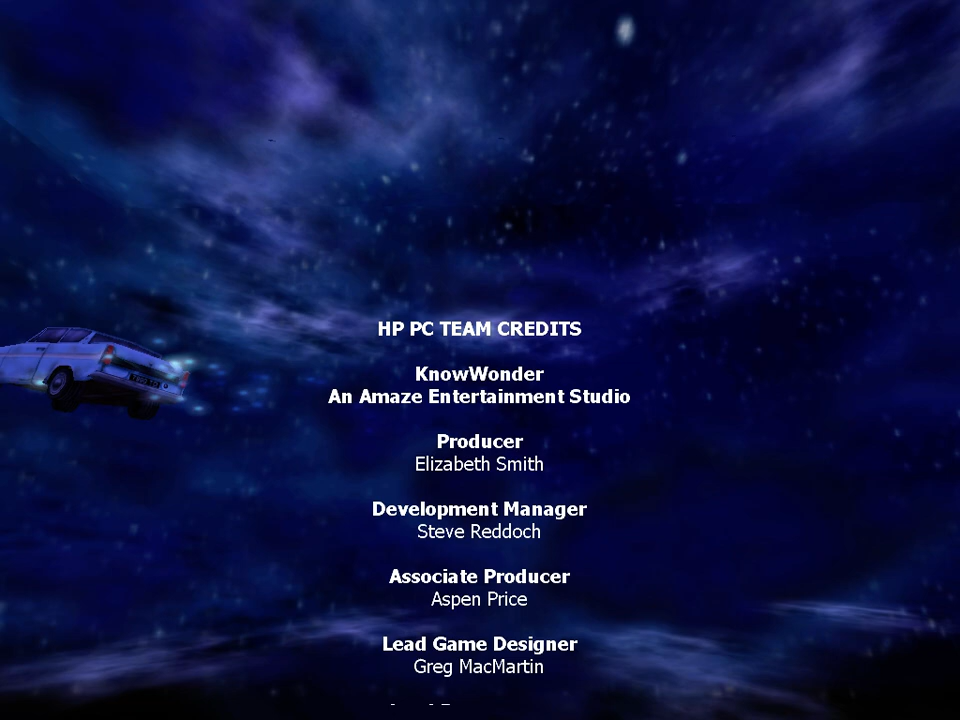 HP PC TEAM CREDITS
KnowWonder
An Amaze Entertainment Studio
Producer
Elizabeth Smith
Development Manager
Steve Reddoch
Associate Producer
Aspen Price
Lead Game Designer
Greg MacMartin